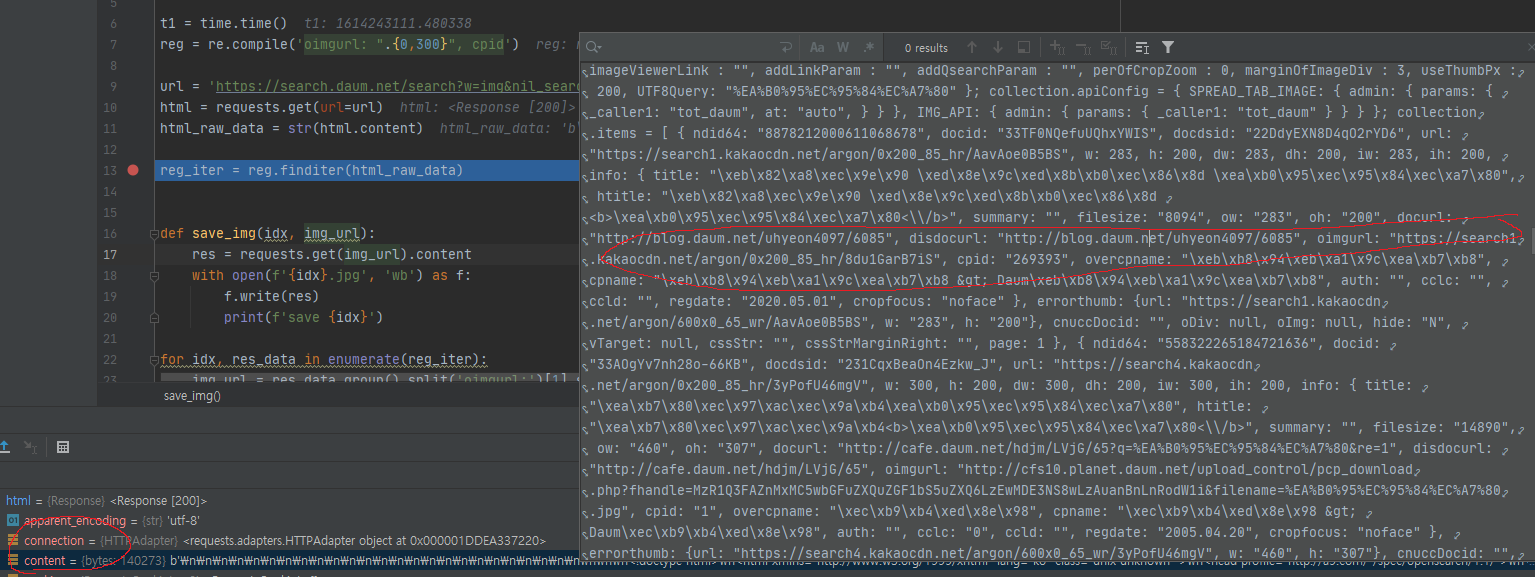 5
6 t1 = time.time() t1: 1614243111.480338
7 reg = re.compile('oimgurl: ".{0,300}", cpid') reg: r
8
9 url = 'https://search.daum.net/search?w=img&nil_searc
10 html = requests.get(url=url) html: <Response [200]>
11 html_raw_data = str(html.content) html_raw_data: 'b'
12
13 reg_iter = reg.finditer(html_raw_data)
14
15
16 def save_img(idx, img_url):
17 res = requests.get(img_url).content
18 with open(f'{idx}.jpg', 'wb') as f:
19 f.write(res)
20 print(f'save {idx}')
21
22 for idx, res_data in enumerate(reg_iter):
23 img_url = res_data.group().split('oimgurl:')[1]
save_img()
html = {Response} <Response [200]>
apparent_encoding = {str} 'utf-8'
connection = {HTTPAdapter} <requests.adapters.HTTPAdapter object at 0x000001DDEA337220>
content = {bytes: 140273}
Aa W .* 0 results
imageViewerLink : "", addLinkParam : "", addQsearchParam : "", perOfCropZoom : 0, marginOfImageDiv : 3, useThumbPx :
200, UTF8Query: "%EA%B0%95%EC%95%84%EC%A7%80" }; collection.apiConfig = { SPREAD_TAB_IMAGE: { admin: { params: {
_caller1: "tot_daum", at: "auto", } } }, IMG_API: { admin: { params: { _caller1: "tot_daum" } } } }; collection
.items = [ { ndid64: "8878212000611068678", docid: "33TF0NQefuUQhxYWIS", docdsid: "22DdyEXN8D4qO2rYD6", url:
"https://search1.kakaocdn.net/argon/0x200_85_hr/AavAoe0B5BS", w: 283, h: 200, dw: 283, dh: 200, iw: 283, ih: 200,
info: { title: "\xeb\x82\xa8\xec\x9e\x90 \xed\x8e\x9c\xed\x8b\xb0\xec\x86\x8d \xea\xb0\x95\xec\x95\x84\xec\xa7\x80",
htitle: "\xeb\x82\xa8\xec\x9e\x90 \xed\x8e\x9c\xed\x8b\xb0\xec\x86\x8d
<b>\xea\xb0\x95\xec\x95\x84\xec\xa7\x80<\\/b>", summary: "", filesize: "8094", ow: "283", oh: "200", docurl:
"http://blog.daum.net/uhyeon4097/6085", disdocurl: "http://blog.daum.net/uhyeon4097/6085", oimgurl: "https://search1
.kakaocdn.net/argon/0x200_85_hr/8du1GarB7iS", cpid: "269393", overcpname: "\xeb\xb8\x94\xeb\xa1\x9c\xea\xb7\xb8",
cpname: "\xeb\xb8\x94\xeb\xa1\x9c\xea\xb7\xb8 &gt; Daum\xeb\xb8\x94\xeb\xa1\x9c\xea\xb7\xb8", auth: "", cclc: "",
ccld: "", regdate: "2020.05.01", cropfocus: "noface" }, errorthumb: {url: "https://search1.kakaocdn
.net/argon/600x0_65_wr/AavAoe0B5BS", w: "283", h: "200"}, cnuccDocid: "", oDiv: null, oImg: null, hide: "N",
vTarget: null, cssStr: "", cssStrMarginRight: "", page: 1 }, { ndid64: "558322265184721636", docid:
"33AOgYv7nh28o-66KB", docdsid: "231CqxBeaOn4Ezkw_J", url: "https://search4.kakaocdn
.net/argon/0x200_85_hr/3yPofU46mgV", w: 300, h: 200, dw: 300, dh: 200, iw: 300, ih: 200, info: { title:
"\xea\xb7\x80\xec\x97\xac\xec\x9a\xb4\xea\xb0\x95\xec\x95\x84\xec\xa7\x80", htitle:
"\xea\xb7\x80\xec\x97\xac\xec\x9a\xb4<b>\xea\xb0\x95\xec\x95\x84\xec\xa7\x80<\\/b>", summary: "", filesize: "14890",
ow: "460", oh: "307", docurl: "http://cafe.daum.net/hdjm/LVjG/65?q=%EA%B0%95%EC%95%84%EC%A7%80&re=1", disdocurl:
"http://cafe.daum.net/hdjm/LVjG/65", oimgurl: "http://cfs10.planet.daum.net/upload_control/pcp_download
.php?fhandle=MzR1Q3FAZnMxMC5wbGFuZXQuZGF1bS5uZXQ6LzEwMDE3NS8wLzAuanBnLnRodW1i&filename=%EA%B0%95%EC%95%84%EC%A7%80
.jpg", cpid: "1", overcpname: "\xec\xb9\xb4\xed\x8e\x98", cpname: "\xec\xb9\xb4\xed\x8e\x98 &gt;
Daum\xec\xb9\xb4\xed\x8e\x98", auth: "", cclc: "0", ccld: "", regdate: "2005.04.20", cropfocus: "noface" },
errorthumb: {url: "https://search4.kakaocdn.net/argon/600x0_65_wr/3yPofU46mgV", w: "460", h: "307"}, cnuccDocid: "",